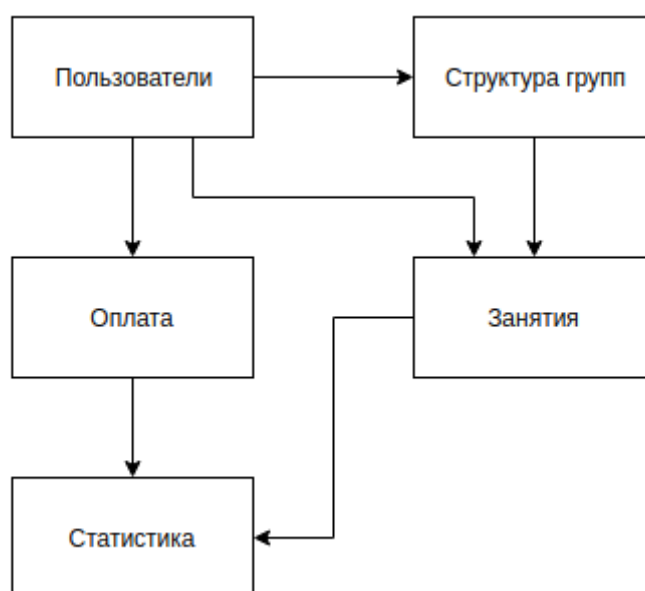 Пользователи
Структура групп
Оплата
Занятия
Статистика